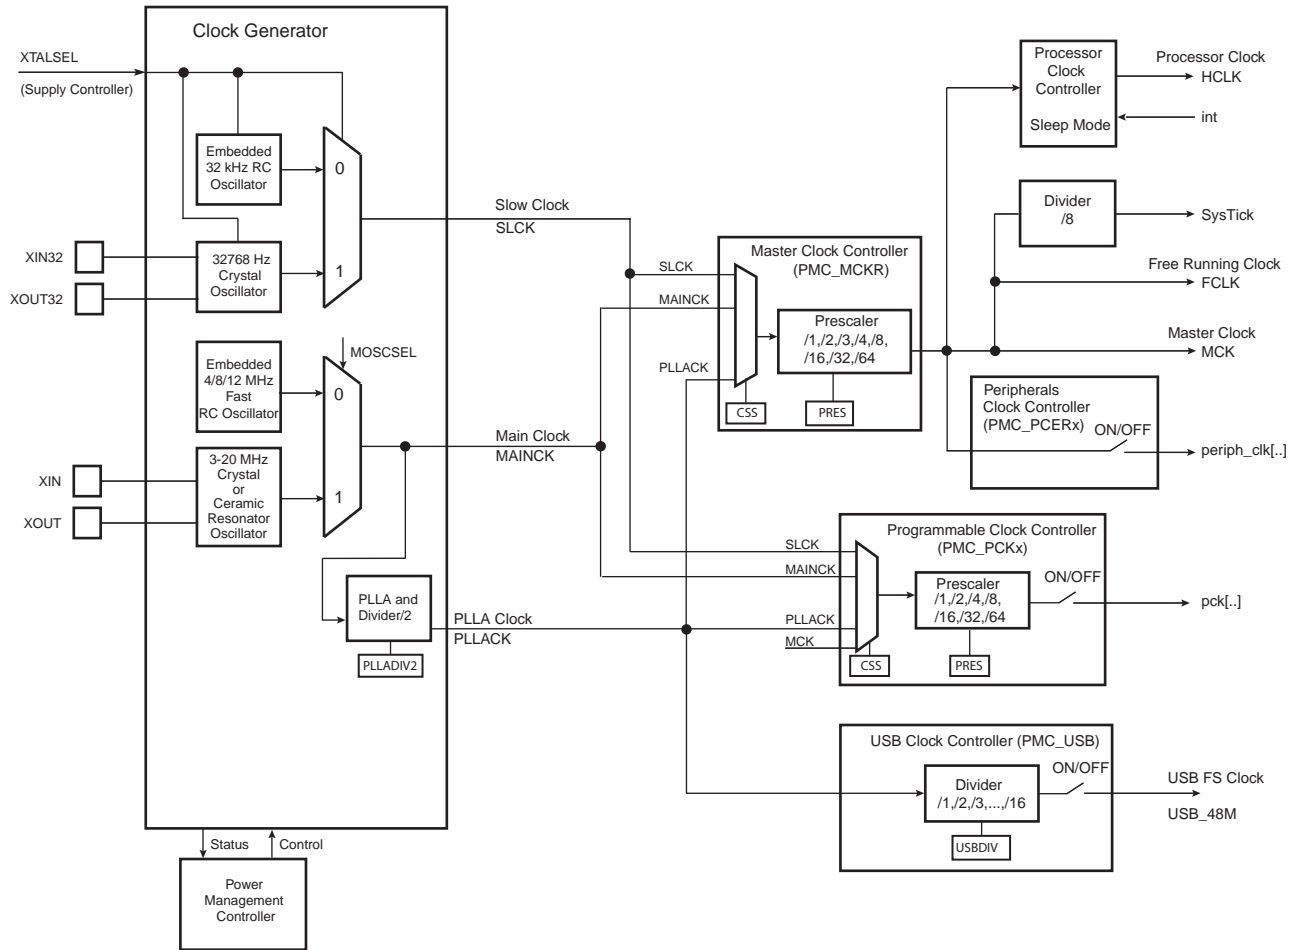 Clock Generator
XTALSEL
(Supply Controller)
Embedded
32 kHz RC
Oscillator
0
Slow Clock
SLCK
XIN32
XOUT32
32768 Hz
Crystal
Oscillator
1
MOSCSEL
Embedded
4/8/12 MHz
Fast
RC Oscillator
0
Main Clock
MAINCK
XIN
XOUT
3-20 MHz
Crystal
or
Ceramic
Resonator
Oscillator
1
PLLA and
Divider/2
PLLADIV2
PLLA Clock
PLLACK
Status
Control
Power
Management
Controller
Master Clock Controller
(PMC_MCKR)
SLCK
MAINCK
PLLACK
Prescaler
/1,/2,/3,/4,/8,
/16,/32,/64
CSS
PRES
Processor
Clock
Controller
Sleep Mode
Processor Clock
HCLK
int
Divider
/8
SysTick
Free Running Clock
FCLK
Master Clock
MCK
Peripherals
Clock Controller
(PMC_PCERx)
ON/OFF
periph_clk[..]
Programmable Clock Controller
(PMC_PCKx)
SLCK
MAINCK
PLLACK
MCK
Prescaler
/1,/2,/4,/8,
/16,/32,/64
ON/OFF
pck[..]
CSS
PRES
USB Clock Controller (PMC_USB)
Divider
/1,/2,/3,...,/16
ON/OFF
USBDIV
USB FS Clock
USB_48M